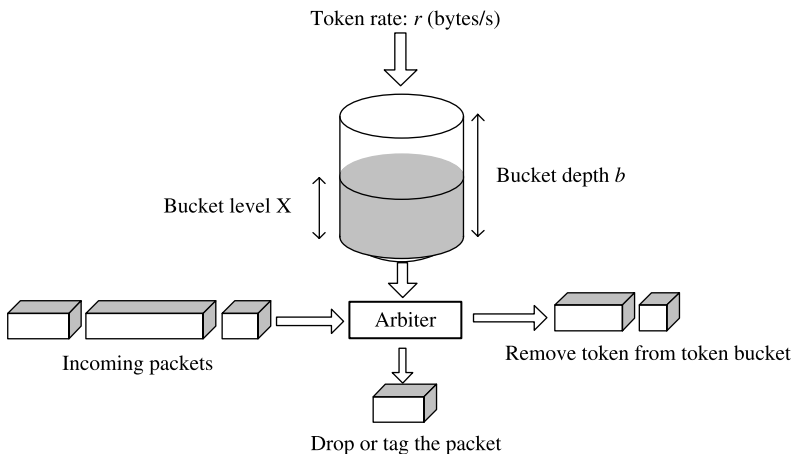 Token rate: r (bytes/s)
Bucket depth b
Bucket level X
Arbiter
Incoming packets
Remove token from token bucket
Drop or tag the packet